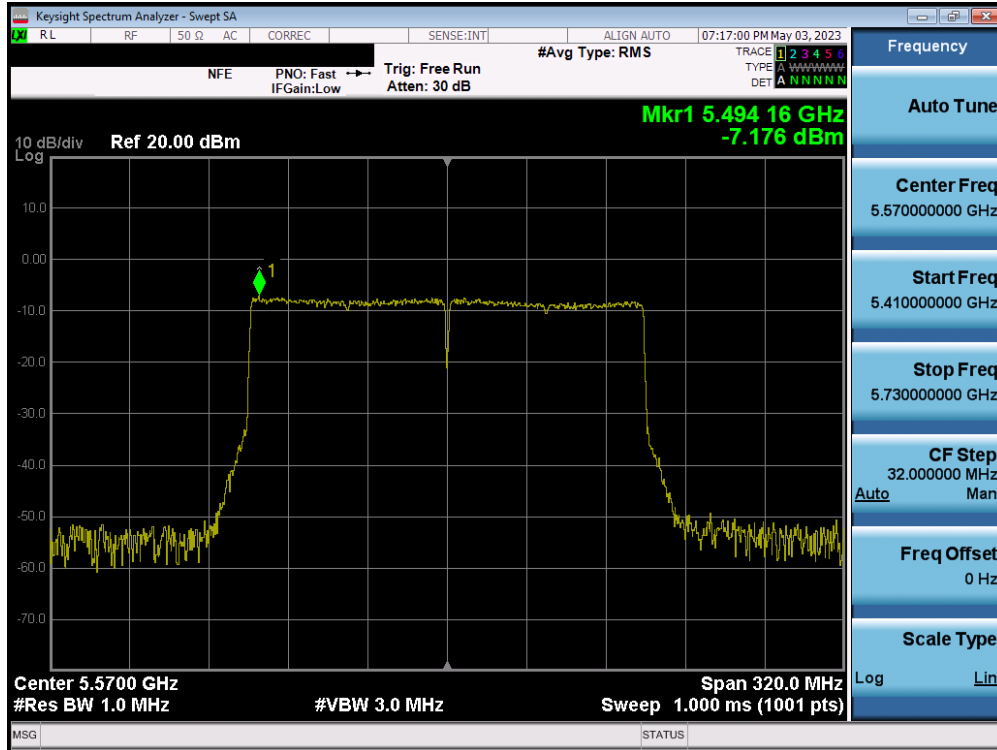 Keysight Spectrum Analyzer - Swept SA
LXI RL RF 50 Ω AC CORREC SENSE:INT ALIGN AUTO 07:17:00 PM May 03, 2023
NFE PNO: Fast IFGain:Low Trig: Free Run Atten: 30 dB #Avg Type: RMS
TRACE 1 2 3 4 5 6
TYPE A WWWWW
DET A N N N N N
Mkr1 5.494 16 GHz
-7.176 dBm
10 dB/div Ref 20.00 dBm
Log
10.0
0.00
1
-10.0
-20.0
-30.0
-40.0
-50.0
-60.0
-70.0
Center 5.5700 GHz Span 320.0 MHz
#Res BW 1.0 MHz #VBW 3.0 MHz Sweep 1.000 ms (1001 pts)
MSG STATUS
Frequency
Auto Tune
Center Freq
5.570000000 GHz
Start Freq
5.410000000 GHz
Stop Freq
5.730000000 GHz
CF Step
32.000000 MHz
Auto Man
Freq Offset
0 Hz
Scale Type
Log Lin